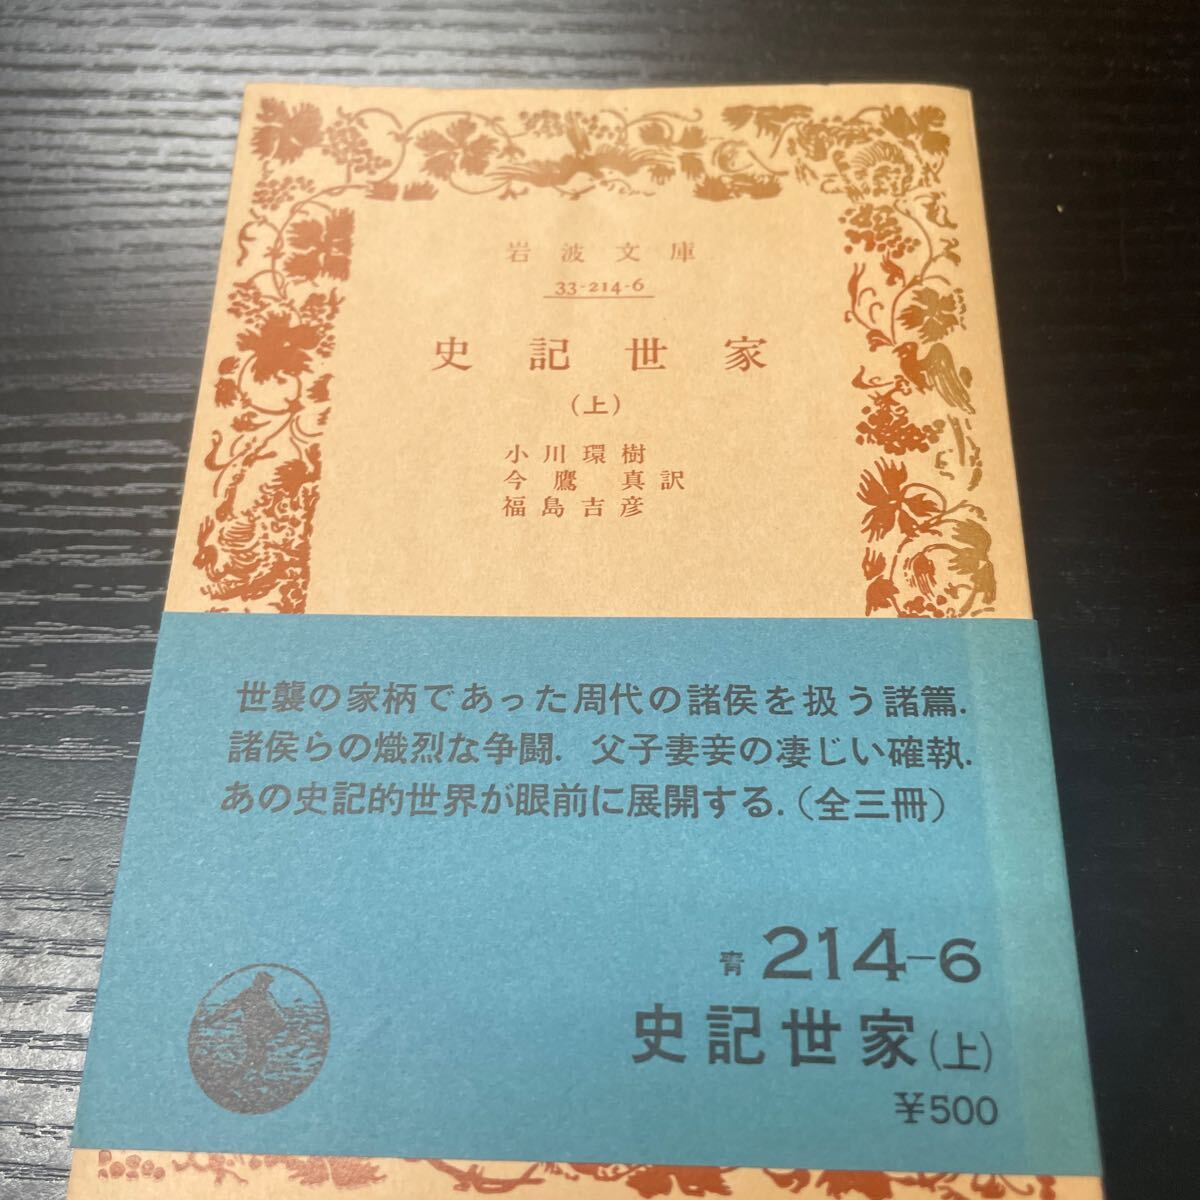 岩波文庫
33-214-6
史記世家
(上)
小川環樹
今鷹真訳
福島吉彦
世襲の家柄であった周代の諸侯を扱う諸篇.
諸侯らの熾烈な争闘. 父子妻妾の凄じい確執.
あの史記的世界が眼前に展開する.(全三冊)
青 214-6
史記世家(上)
¥500